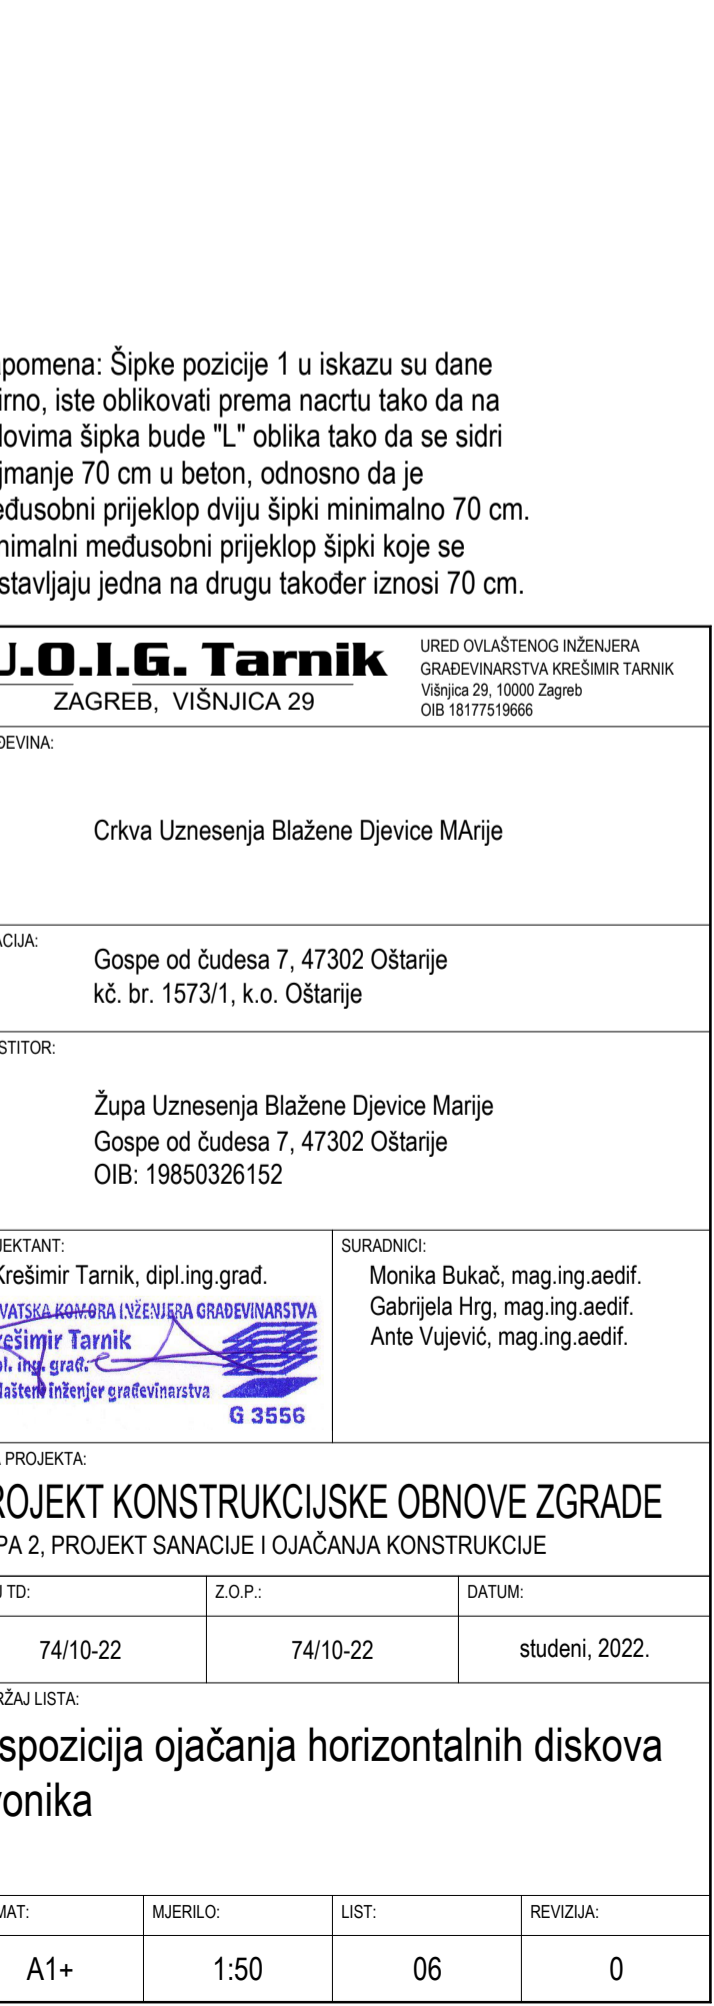 pomena: Šipke pozicije 1 u iskazu su dane
irno, iste oblikovati prema nacrtu tako da na
lovima šipka bude "L" oblika tako da se sidri
jmanje 70 cm u beton, odnosno da je
eđusobni prijeklop dviju šipki minimalno 70 cm.
nimalni međusobni prijeklop šipki koje se
stavljaju jedna na drugu također iznosi 70 cm.
U.O.I.G. Tarnik
ZAGREB, VIŠNJICA 29
URED OVLAŠTENOG INŽENJERA
GRAĐEVINARSTVA KREŠIMIR TARNIK
Višnjica 29, 10000 Zagreb
OIB 18177519666
ĐEVINA:
Crkva Uznesenja Blažene Djevice MArije
ACIJA:
Gospe od čudesa 7, 47302 Oštarije
kč. br. 1573/1, k.o. Oštarije
STITOR:
Župa Uznesenja Blažene Djevice Marije
Gospe od čudesa 7, 47302 Oštarije
OIB: 19850326152
JEKTANT:
Krešimir Tarnik, dipl.ing.građ.
VATSKA KOMORA INŽENJERA GRAĐEVINARSTVA
rešimir Tarnik
pl. ing. građ.
lašteni inženjer građevinarstva
G 3556
SURADNICI:
Monika Bukač, mag.ing.aedif.
Gabrijela Hrg, mag.ing.aedif.
Ante Vujević, mag.ing.aedif.
A PROJEKTA:
ROJEKT KONSTRUKCIJSKE OBNOVE ZGRADE
PA 2, PROJEKT SANACIJE I OJAČANJA KONSTRUKCIJE
J TD:
Z.O.P.:
DATUM:
74/10-22
74/10-22
studeni, 2022.
RŽAJ LISTA:
spozicija ojačanja horizontalnih diskova
vonika
MAT:
MJERILO:
LIST:
REVIZIJA:
A1+
1:50
06
0